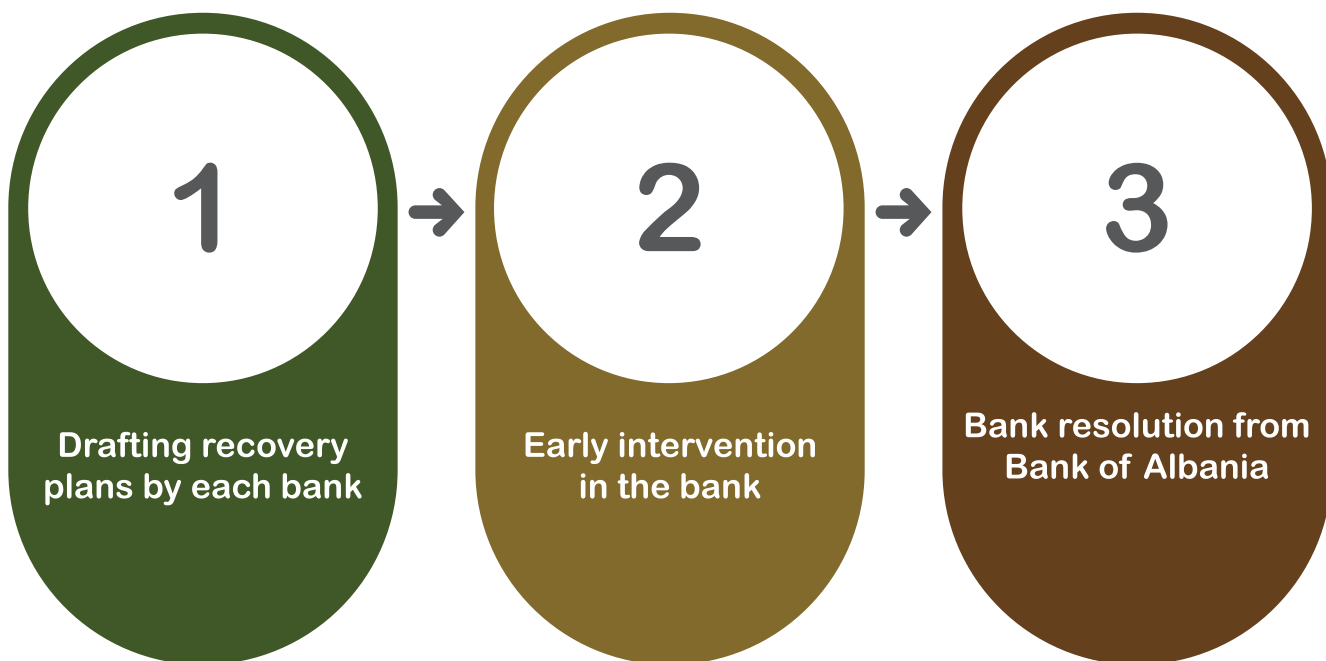 1
Drafting recovery
plans by each bank
2
Early intervention
in the bank
3
Bank resolution from
Bank of Albania